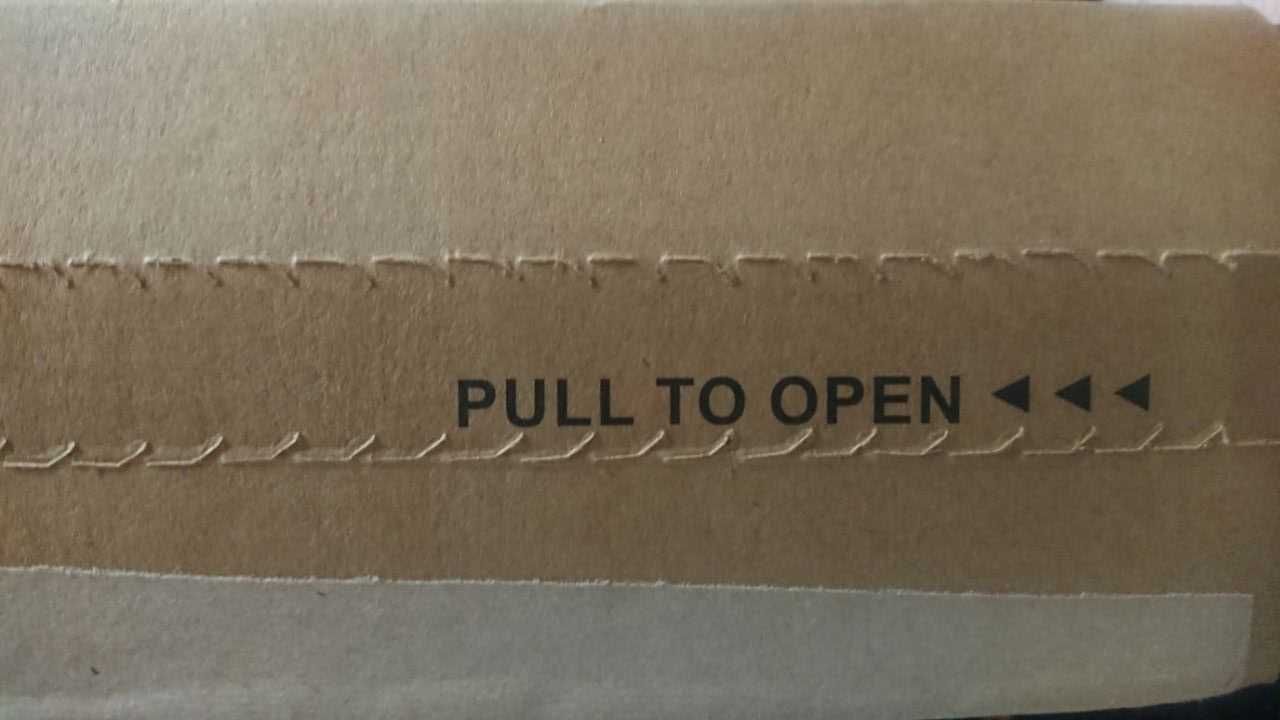 PULL TO OPEN ◄ ◄ ◄